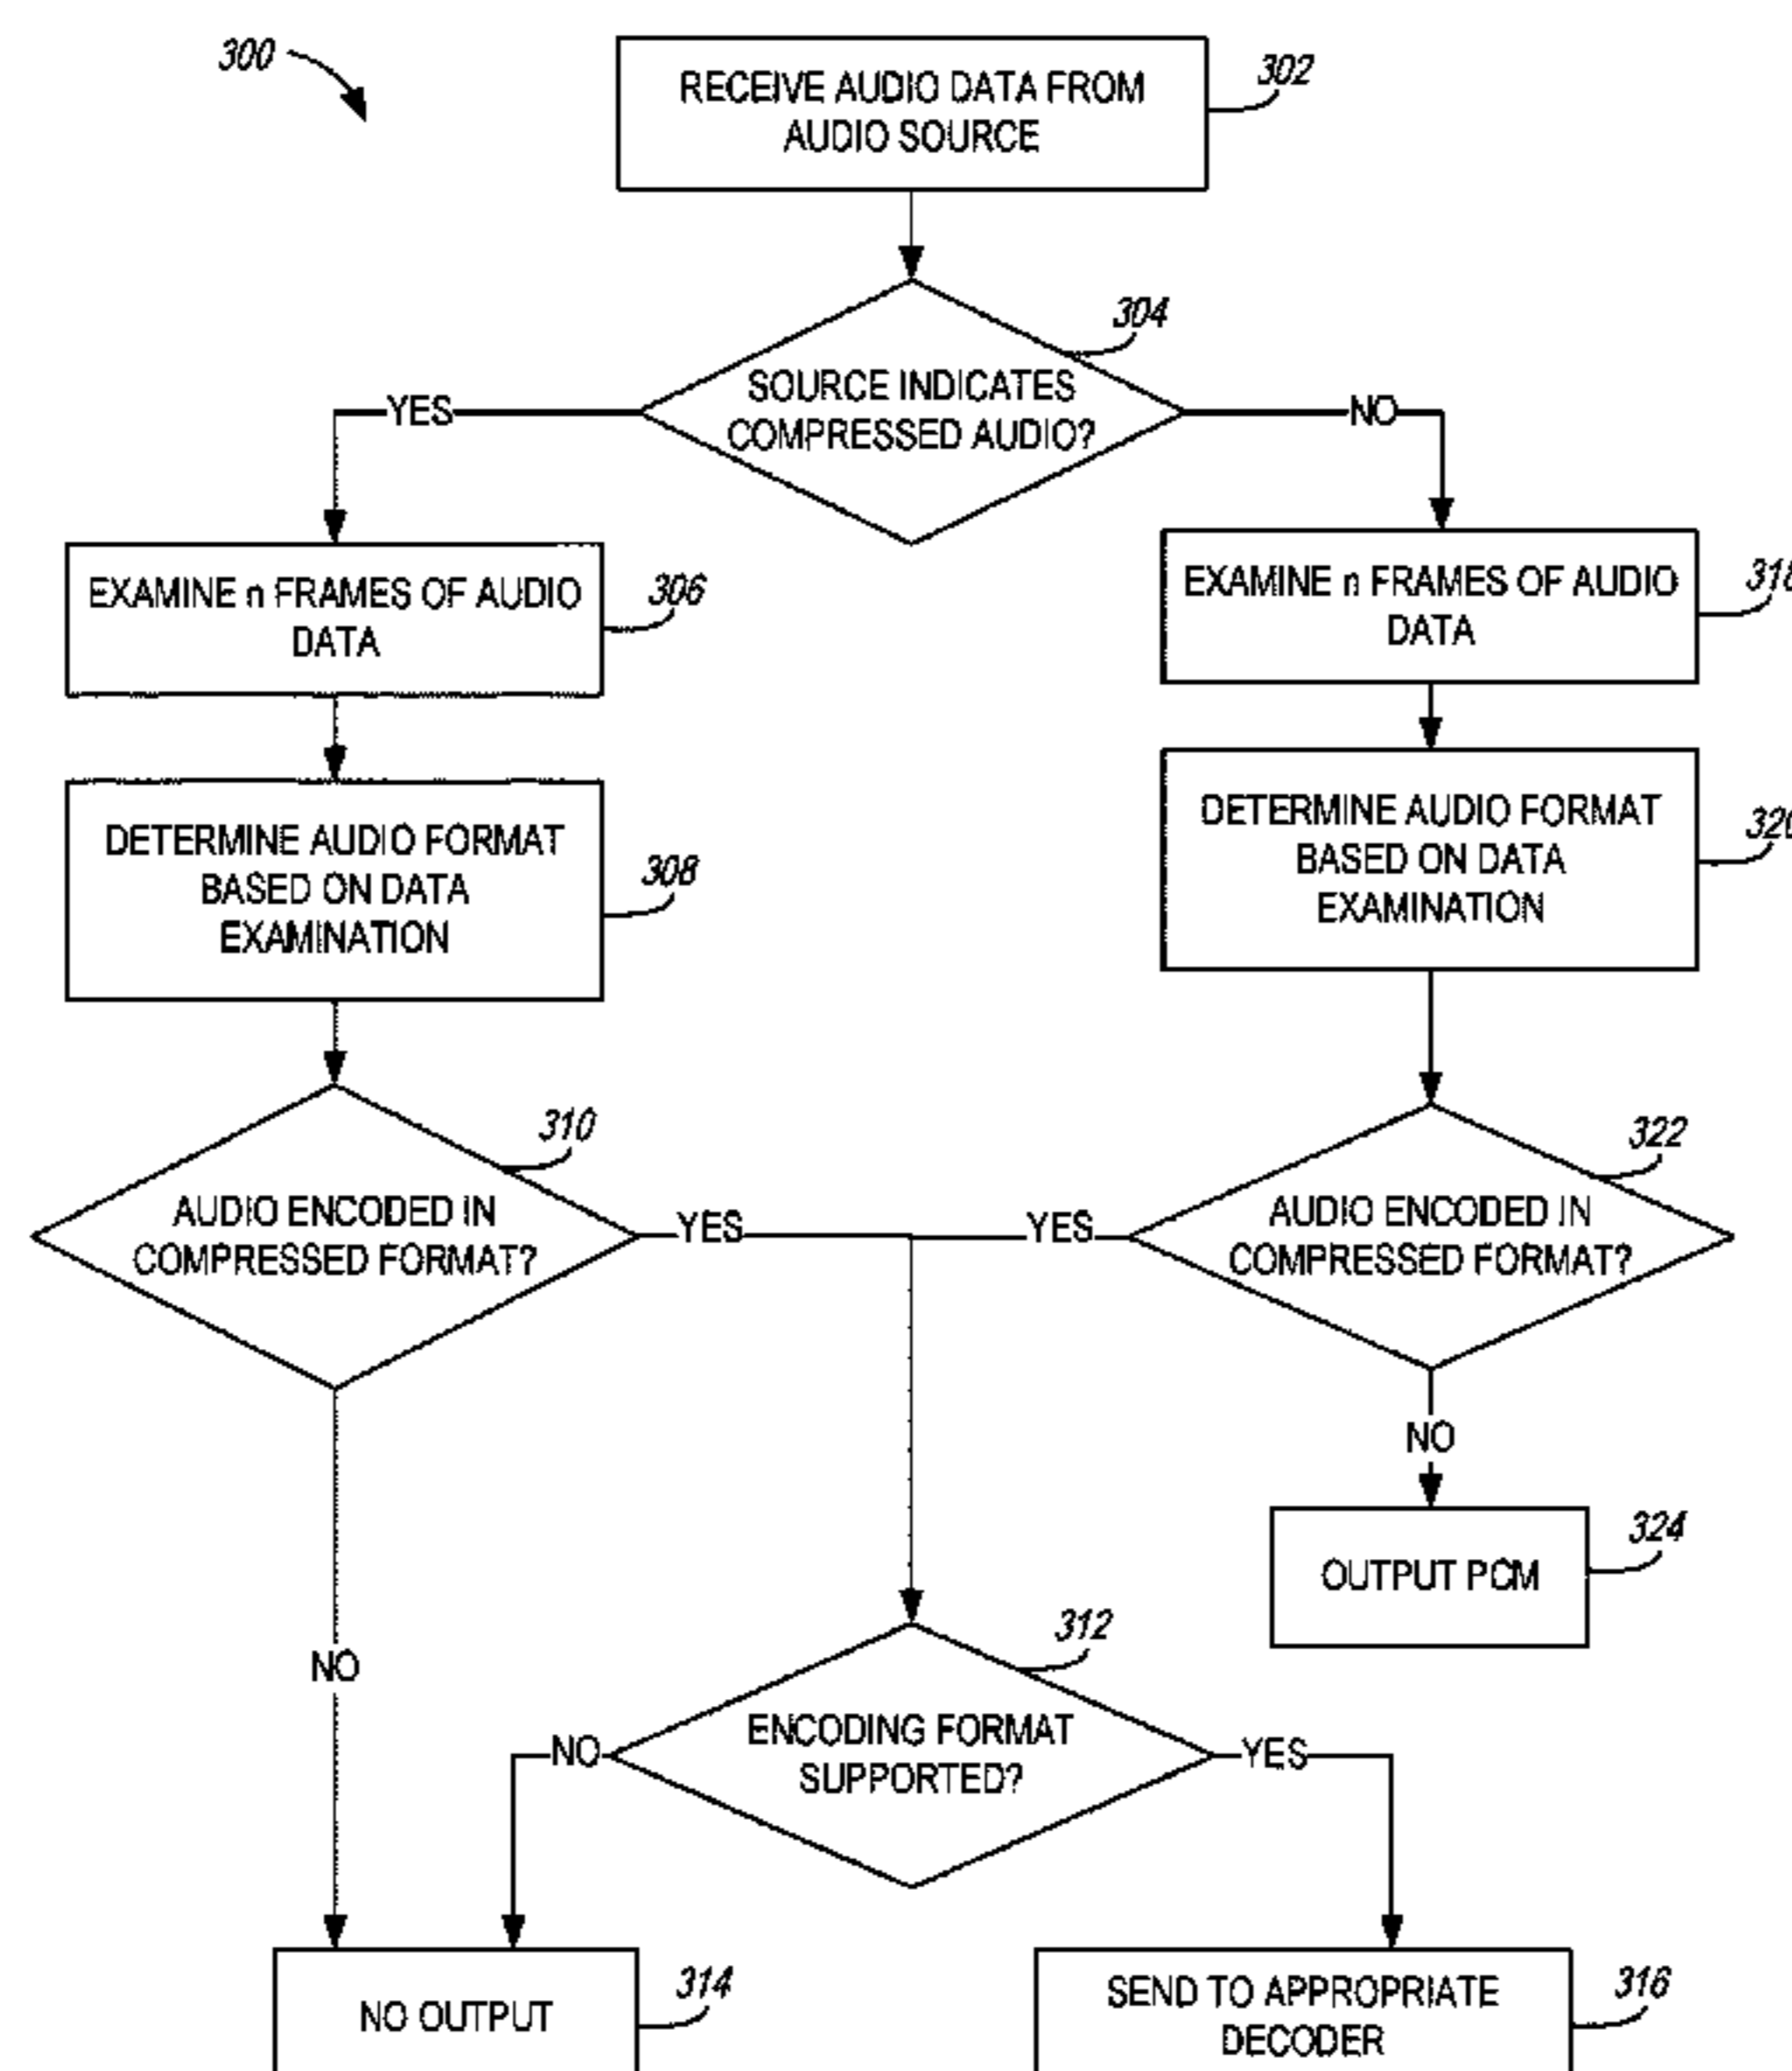 300
RECEIVE AUDIO DATA FROM
AUDIO SOURCE
302
304
SOURCE INDICATES
COMPRESSED AUDIO?
YES
NO
EXAMINE n FRAMES OF AUDIO
DATA
306
EXAMINE n FRAMES OF AUDIO
DATA
318
DETERMINE AUDIO FORMAT
BASED ON DATA
EXAMINATION
308
DETERMINE AUDIO FORMAT
BASED ON DATA
EXAMINATION
320
310
AUDIO ENCODED IN
COMPRESSED FORMAT?
YES
YES
322
AUDIO ENCODED IN
COMPRESSED FORMAT?
NO
OUTPUT PCM
324
NO
312
ENCODING FORMAT
SUPPORTED?
NO
YES
NO OUTPUT
314
SEND TO APPROPRIATE
DECODER
316